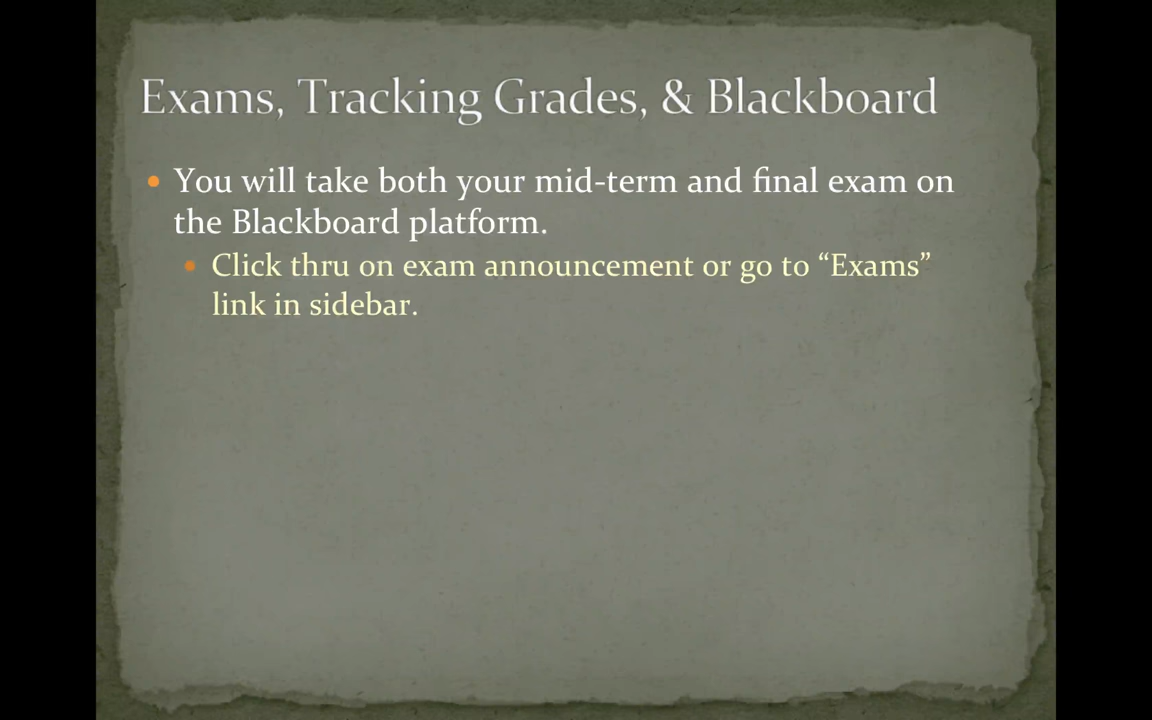 Exams, Tracking Grades, & Blackboard
You will take both your mid-term and final exam on
the Blackboard platform.
Click thru on exam announcement or go to “Exams”
link in sidebar.